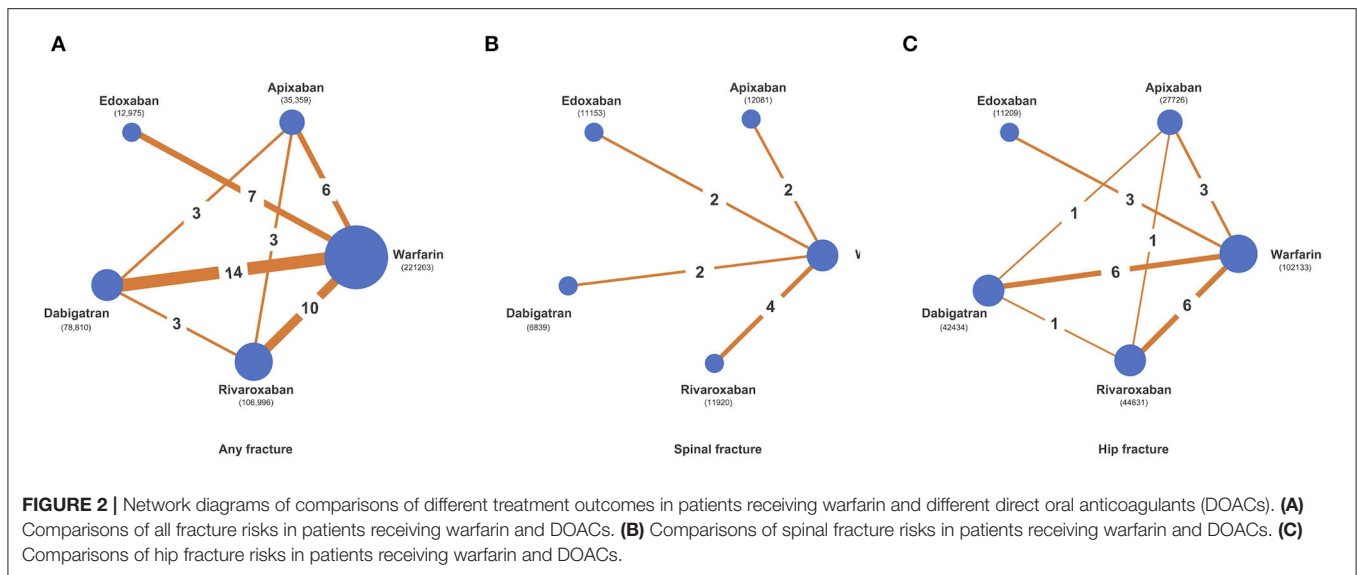 A
Apixaban
(35,359)
Edoxaban
(12,975)
7
6
3
3
14
Warfarin
(221203)
10
3
Dabigatran
(78,810)
Rivaroxaban
(106,996)
Any fracture
B
Apixaban
(12081)
Edoxaban
(11153)
2
2
2
4
Dabigatran
(6839)
Rivaroxaban
(11920)
Spinal fracture
C
Apixaban
(27726)
Edoxaban
(11209)
3
3
1
1
6
Warfarin
(102133)
6
1
Dabigatran
(42434)
Rivaroxaban
(44631)
Hip fracture
FIGURE 2 | Network diagrams of comparisons of different treatment outcomes in patients receiving warfarin and different direct oral anticoagulants (DOACs). (A)
Comparisons of all fracture risks in patients receiving warfarin and DOACs. (B) Comparisons of spinal fracture risks in patients receiving warfarin and DOACs. (C)
Comparisons of hip fracture risks in patients receiving warfarin and DOACs.